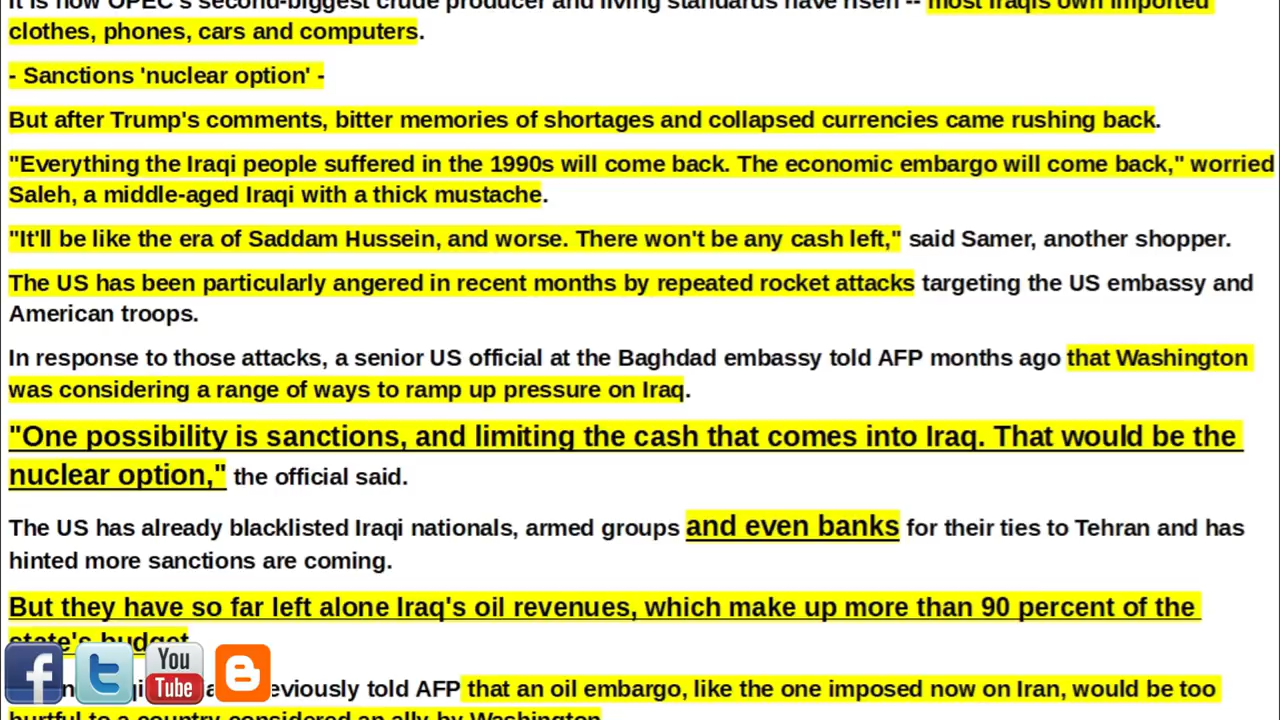 It is now OPEC's second-biggest crude producer and living standards have risen -- most Iraqis own imported
clothes, phones, cars and computers.
- Sanctions 'nuclear option' -
But after Trump's comments, bitter memories of shortages and collapsed currencies came rushing back.
"Everything the Iraqi people suffered in the 1990s will come back. The economic embargo will come back," worried
Saleh, a middle-aged Iraqi with a thick mustache.
"It'll be like the era of Saddam Hussein, and worse. There won't be any cash left," said Samer, another shopper.
The US has been particularly angered in recent months by repeated rocket attacks targeting the US embassy and
American troops.
In response to those attacks, a senior US official at the Baghdad embassy told AFP months ago that Washington
was considering a range of ways to ramp up pressure on Iraq.
"One possibility is sanctions, and limiting the cash that comes into Iraq. That would be the
nuclear option," the official said.
The US has already blacklisted Iraqi nationals, armed groups and even banks for their ties to Tehran and has
hinted more sanctions are coming.
But they have so far left alone Iraq's oil revenues, which make up more than 90 percent of the
state's budget
told AFP that an oil embargo, like the one imposed now on Iran, would be too
hurtful to a country considered an ally by Washington
You
Tube